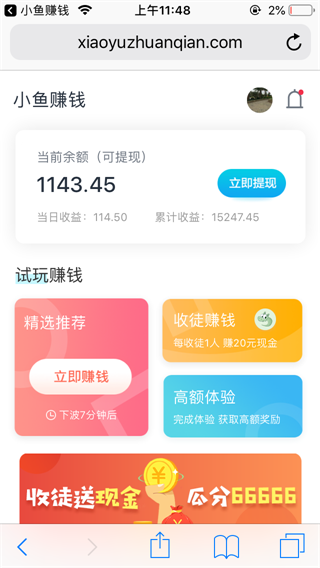 小鱼赚钱
上午11:48
2%
xiaoyuzhuanqian.com
小鱼赚钱
当前余额（可提现）
1143.45
立即提现
当日收益：114.50
累计收益：15247.45
试玩赚钱
精选推荐
立即赚钱
下波7分钟后
收徒赚钱
每收徒1人 赚20元现金
高额体验
完成体验 获取高额奖励
收徒送现金
瓜分66666